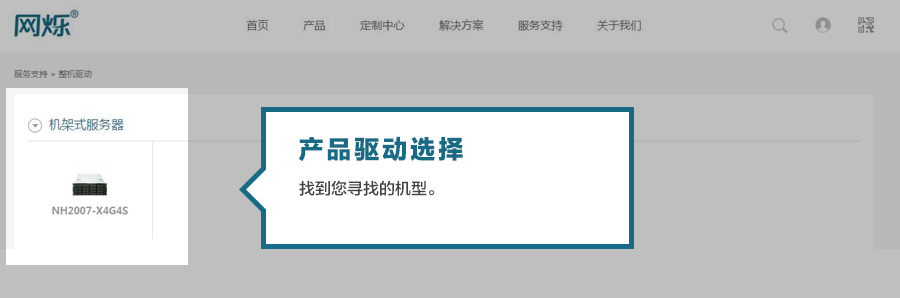 网烁®
首页 产品 定制中心 解决方案 服务支持 关于我们
服务支持 > 整机驱动
机架式服务器
NH2007-X4G4S
产品驱动选择
找到您寻找的机型。